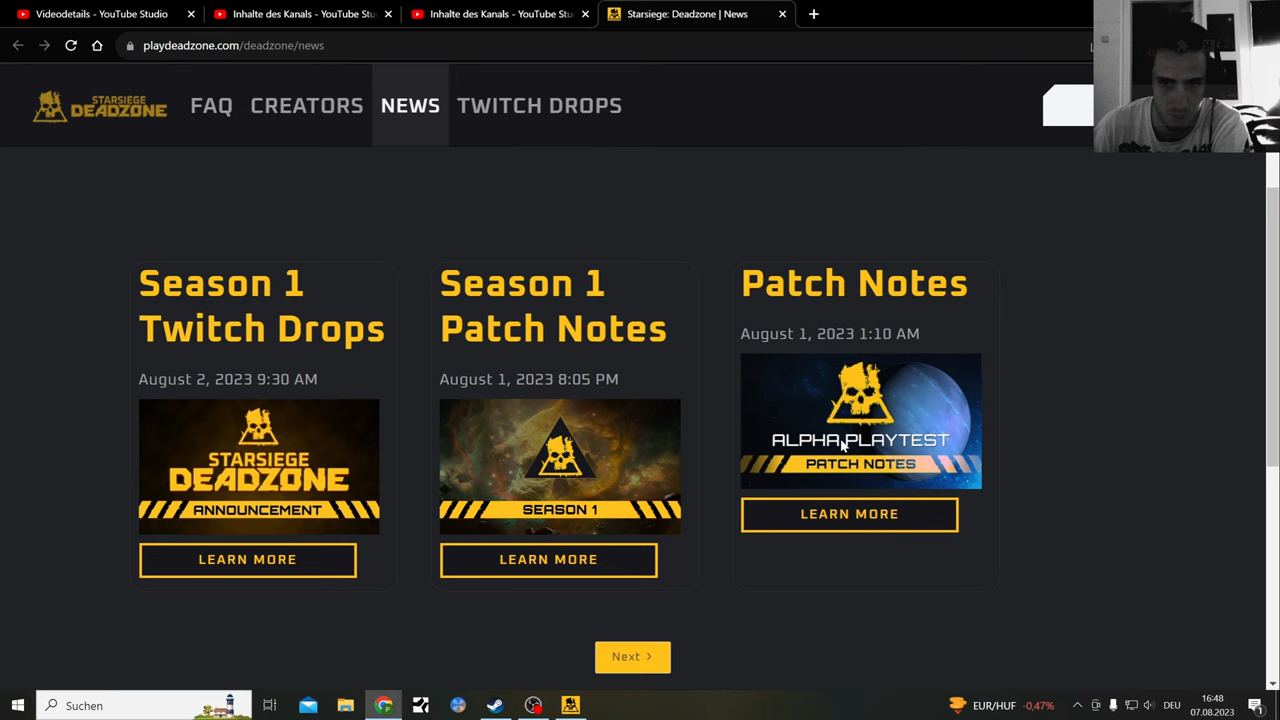 Videodetails - YouTube Studio
Inhalte des Kanals - YouTube Stu
Inhalte des Kanals - YouTube Stu
Starsiege: Deadzone | News
playdeadzone.com/deadzone/news
STARSIEGE
DEADZONE
FAQ
CREATORS
NEWS
TWITCH DROPS
Season 1
Twitch Drops
August 2, 2023 9:30 AM
STARSIEGE
DEADZONE
ANNOUNCEMENT
LEARN MORE
Season 1
Patch Notes
August 1, 2023 8:05 PM
SEASON 1
LEARN MORE
Patch Notes
August 1, 2023 1:10 AM
ALPHA PLAYTEST
PATCH NOTES
LEARN MORE
Next >
Suchen
EUR/HUF -0,47%
DEU
16:48
07.08.2023
1